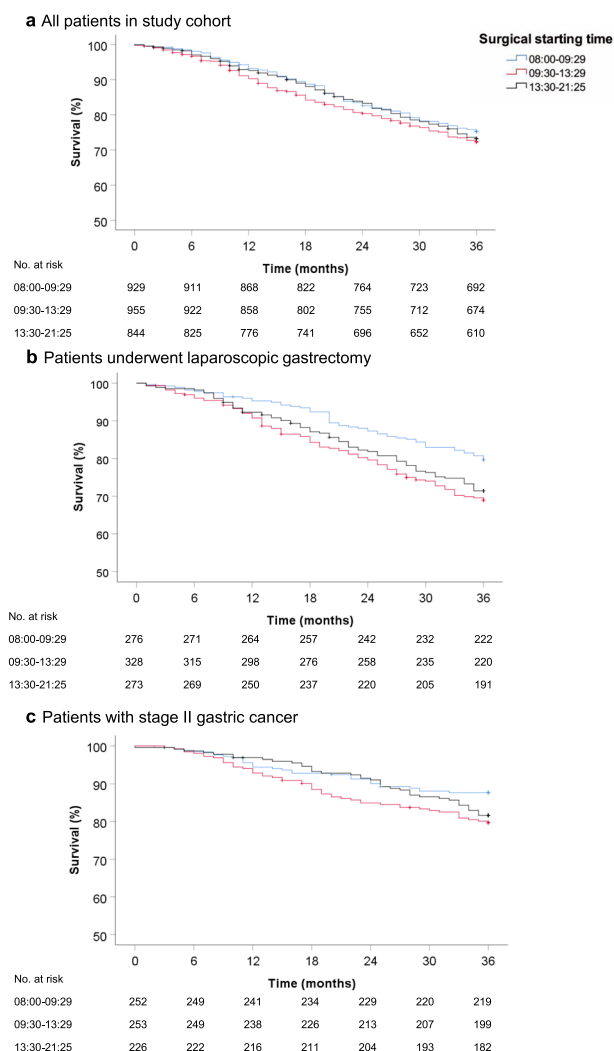 a All patients in study cohort
Surgical starting time
08:00-09:29
09:30-13:29
13:30-21:25
Survival (%)
100
90
80
70
60
50
0 6 12 18 24 30 36
Time (months)
No. at risk
08:00-09:29 929 911 868 822 764 723 692
09:30-13:29 955 922 858 802 755 712 674
13:30-21:25 844 825 776 741 696 652 610
b Patients underwent laparoscopic gastrectomy
Survival (%)
100
90
80
70
60
50
0 6 12 18 24 30 36
Time (months)
No. at risk
08:00-09:29 276 271 264 257 242 232 222
09:30-13:29 328 315 298 276 258 235 220
13:30-21:25 273 269 250 237 220 205 191
c Patients with stage II gastric cancer
Survival (%)
100
90
80
70
60
50
0 6 12 18 24 30 36
Time (months)
No. at risk
08:00-09:29 252 249 241 234 229 220 219
09:30-13:29 253 249 238 226 213 207 199
13:30-21:25 226 222 216 211 204 193 182